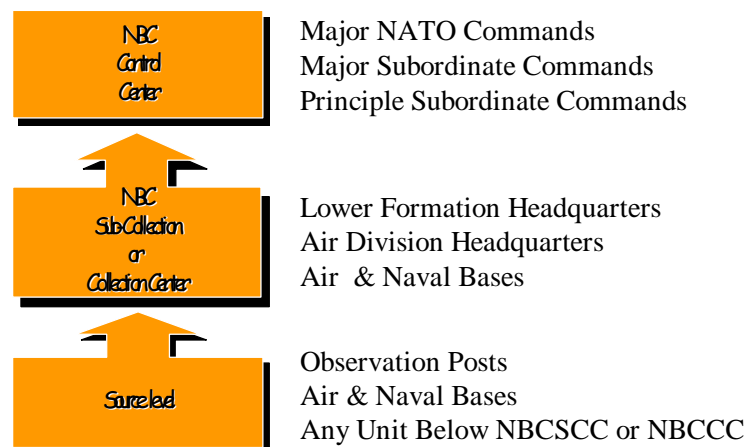 NBC
Control
Center
Major NATO Commands
Major Subordinate Commands
Principle Subordinate Commands
NBC
Sub-Collection
or
Collection Center
Lower Formation Headquarters
Air Division Headquarters
Air & Naval Bases
Source level
Observation Posts
Air & Naval Bases
Any Unit Below NBCSCC or NBCCC